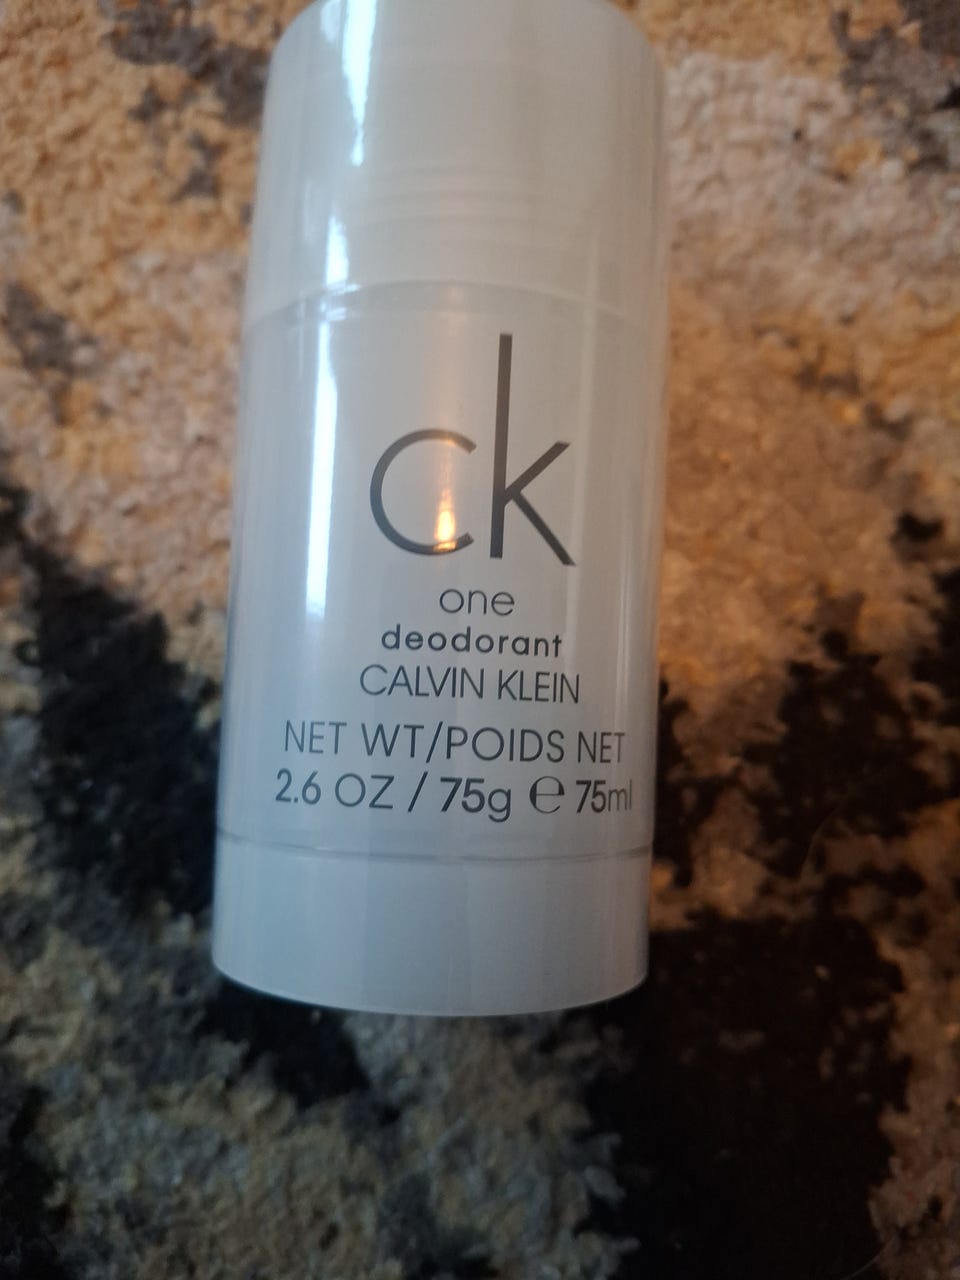 ck
one
deodorant
CALVIN KLEIN
NET WT/POIDS NET
2.6 OZ / 75g ℮ 75ml